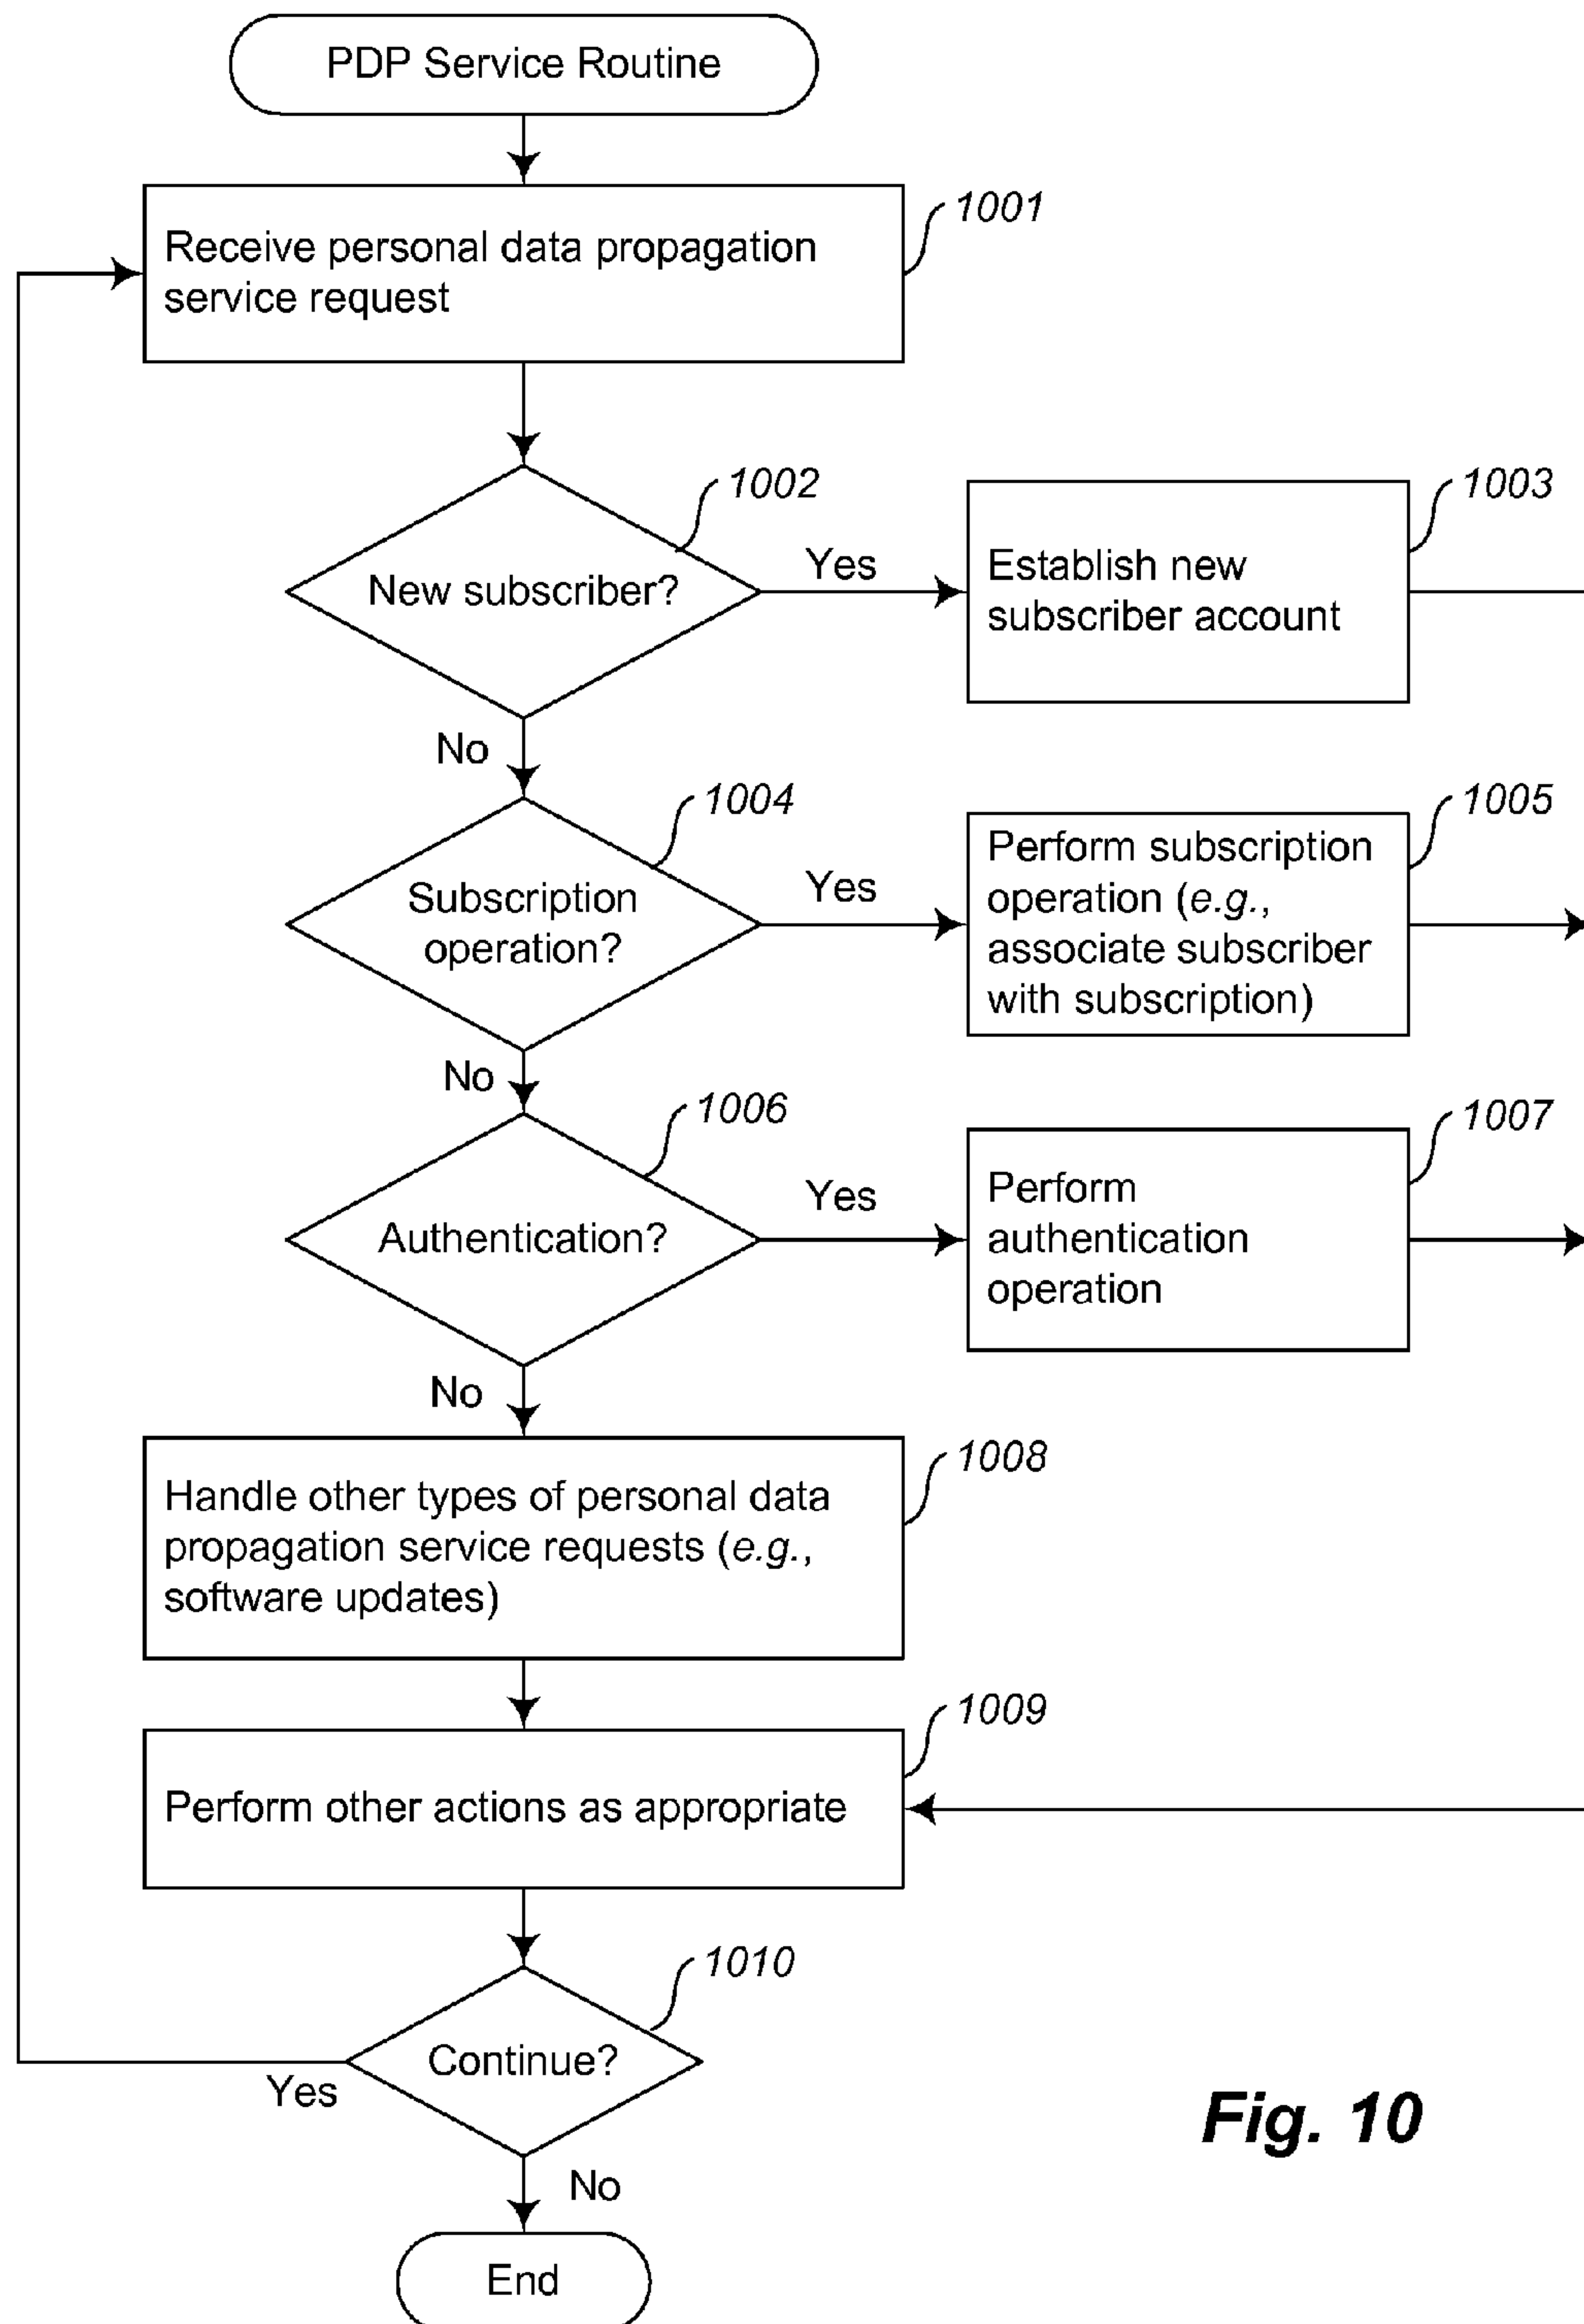 PDP Service Routine
1001
Receive personal data propagation
service request
1002
New subscriber?
Yes
1003
Establish new
subscriber account
No
1004
Subscription
operation?
Yes
1005
Perform subscription
operation (e.g.,
associate subscriber
with subscription)
No
1006
Authentication?
Yes
1007
Perform
authentication
operation
No
1008
Handle other types of personal data
propagation service requests (e.g.,
software updates)
1009
Perform other actions as appropriate
1010
Continue?
Yes
No
End
Fig. 10